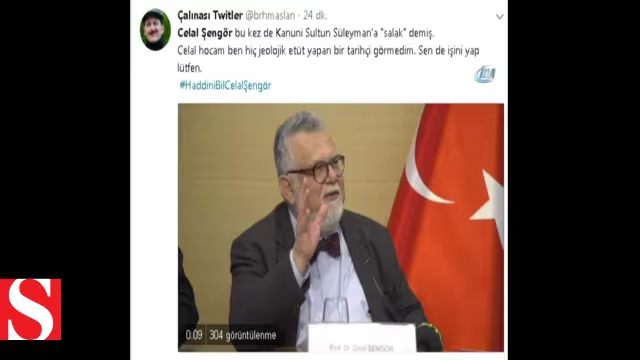 Çalınası Twitler @brhmaslan · 24 dk.
Celal Şengör bu kez de Kanuni Sultun Süleyman'a "salak" demiş.
Celal hocam ben hiç jeolojik etüt yapan bir tarihçi görmedim. Sen de işini yap
lütfen.
#HaddiniBilCelalŞengör
S
0:09 304 görüntülenme
Prof. Dr. Celal ŞENGÖR